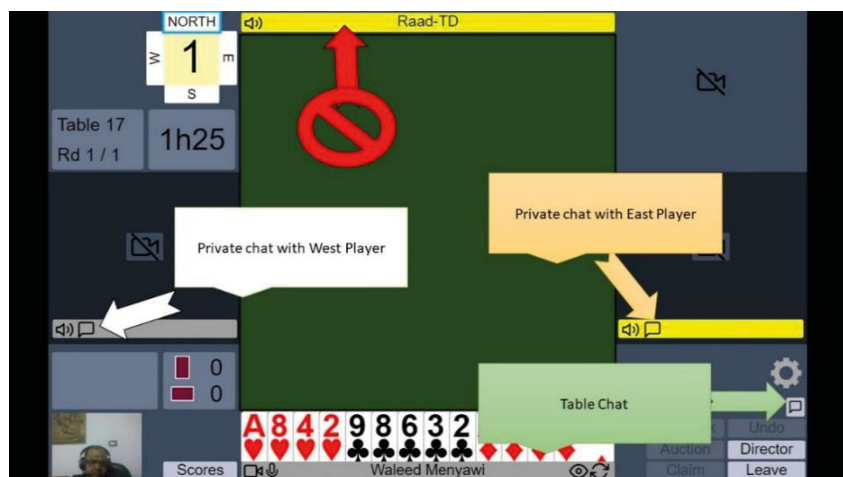 NORTH
Raad-TD
W
1
E
S
Table 17
Rd 1 / 1
1h25
Private chat with East Player
Private chat with West Player
0
0
Table Chat
A 8 4 2 9 8 6 3 2
Undo
Auction
Director
Scores
Waleed Menyawi
Claim
Leave